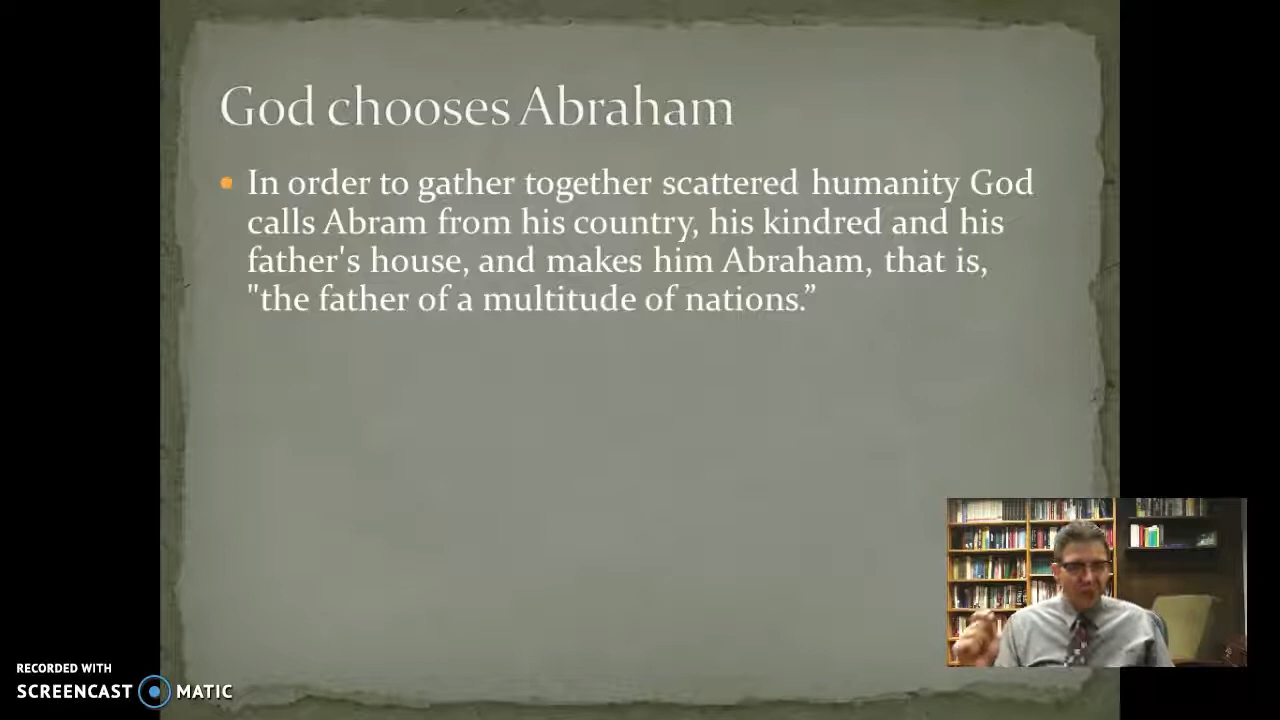 God chooses Abraham
In order to gather together scattered humanity God
calls Abram from his country, his kindred and his
father's house, and makes him Abraham, that is,
"the father of a multitude of nations.”
RECORDED WITH
SCREENCAST MATIC